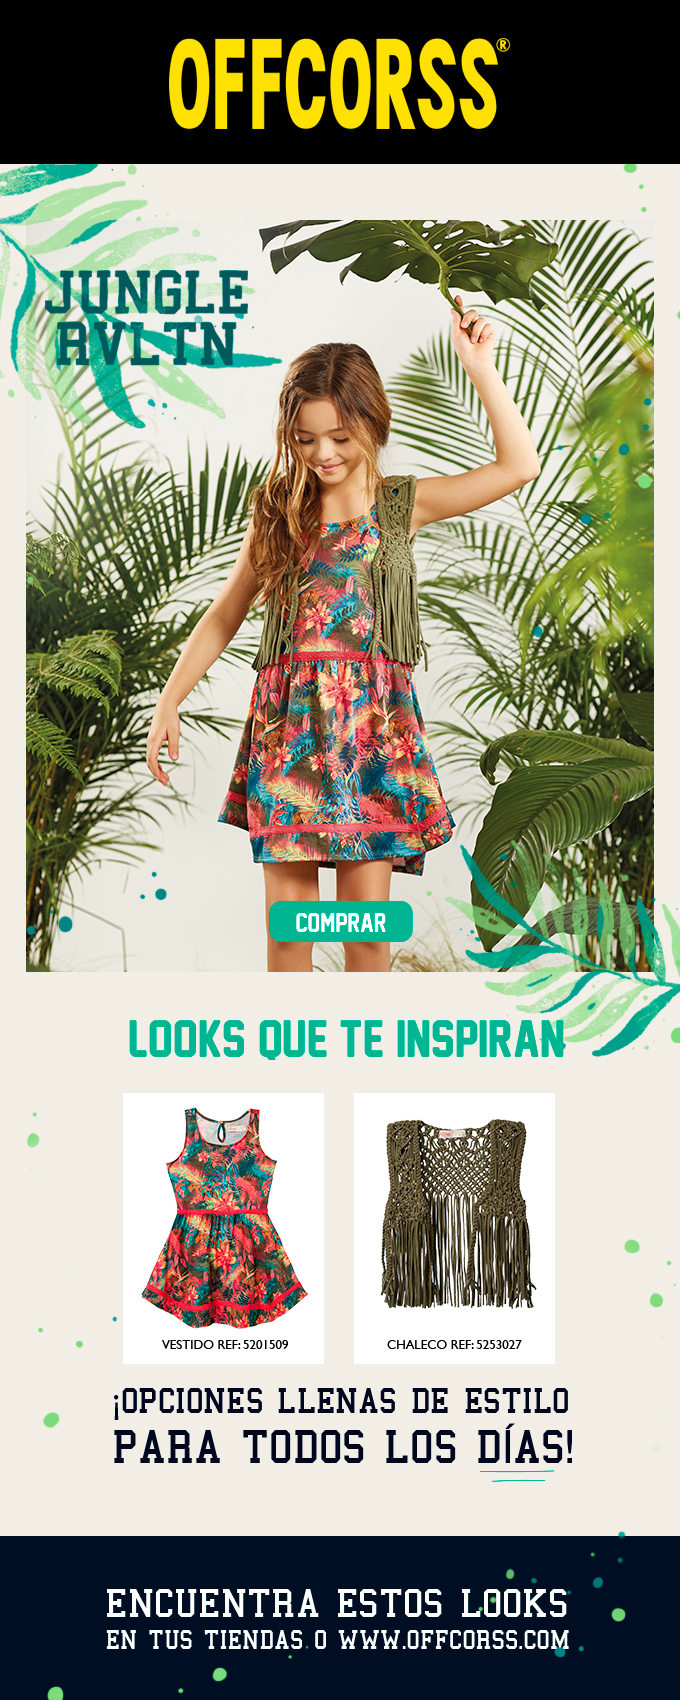 OFFCORSS®
JUNGLE
RVLTN
COMPRAR
LOOKS QUE TE INSPIRAN
VESTIDO REF: 5201509
CHALECO REF: 5253027
¡OPCIONES LLENAS DE ESTILO
PARA TODOS LOS DÍAS!
ENCUENTRA ESTOS LOOKS
EN TUS TIENDAS O WWW.OFFCORSS.COM